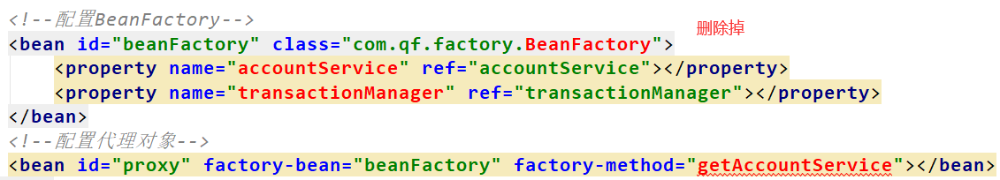 <!--配置BeanFactory-->
删除掉
<bean id="beanFactory" class="com.qf.factory.BeanFactory">
<property name="accountService" ref="accountService"></property>
<property name="transactionManager" ref="transactionManager"></property>
</bean>
<!--配置代理对象-->
<bean id="proxy" factory-bean="beanFactory" factory-method="getAccountService"></bean>